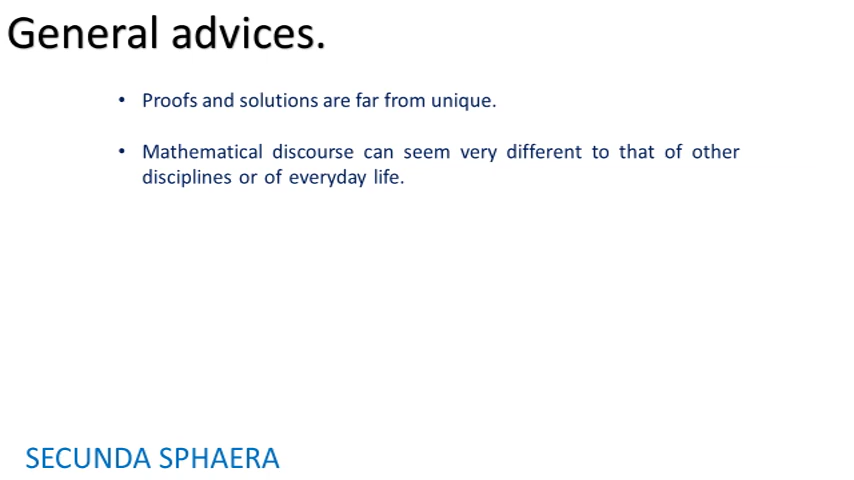 General advices.
• Proofs and solutions are far from unique.
• Mathematical discourse can seem very different to that of other
disciplines or of everyday life.
SECUNDA SPHAERA